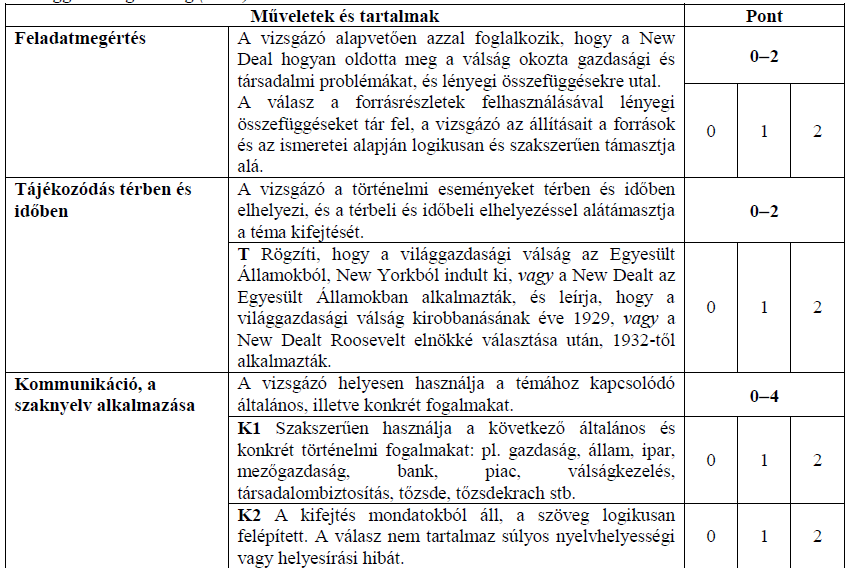 Műveletek és tartalmak Pont
Feladatmegértés
A vizsgázó alapvetően azzal foglalkozik, hogy a New
Deal hogyan oldotta meg a válság okozta gazdasági és
társadalmi problémákat, és lényegi összefüggésekre utal.
0–2
A válasz a forrásrészletek felhasználásával lényegi
összefüggéseket tár fel, a vizsgázó az állításait a források
és az ismeretei alapján logikusan és szakszerűen támasztja
alá.
0 1 2
Tájékozódás térben és
időben
A vizsgázó a történelmi eseményeket térben és időben
elhelyezi, és a térbeli és időbeli elhelyezéssel alátámasztja
a téma kifejtését.
0–2
T Rögzíti, hogy a világgazdasági válság az Egyesült
Államokból, New Yorkból indult ki, vagy a New Dealt az
Egyesült Államokban alkalmazták, és leírja, hogy a
világgazdasági válság kirobbanásának éve 1929, vagy a
New Dealt Roosevelt elnökké választása után, 1932-től
alkalmazták.
0 1 2
Kommunikáció, a
szaknyelv alkalmazása
A vizsgázó helyesen használja a témához kapcsolódó
általános, illetve konkrét fogalmakat.
0–4
K1 Szakszerűen használja a következő általános és
konkrét történelmi fogalmakat: pl. gazdaság, állam, ipar,
mezőgazdaság, bank, piac, válságkezelés,
társadalombiztosítás, tőzsde, tőzsdekrach stb.
0 1 2
K2 A kifejtés mondatokból áll, a szöveg logikusan
felépített. A válasz nem tartalmaz súlyos nyelvhelyességi
vagy helyesírási hibát.
0 1 2